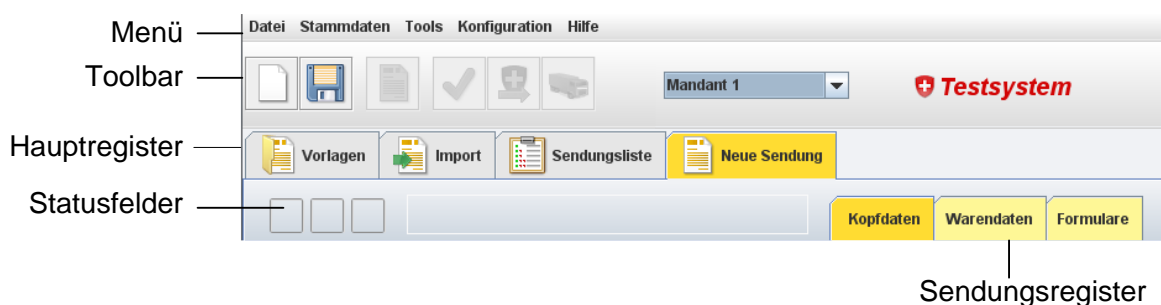 Menü
Datei Stammdaten Tools Konfiguration Hilfe
Toolbar
Mandant 1
Testsystem
Hauptregister
Vorlagen Import Sendungsliste Neue Sendung
Statusfelder
Kopfdaten Warendaten Formulare
Sendungsregister